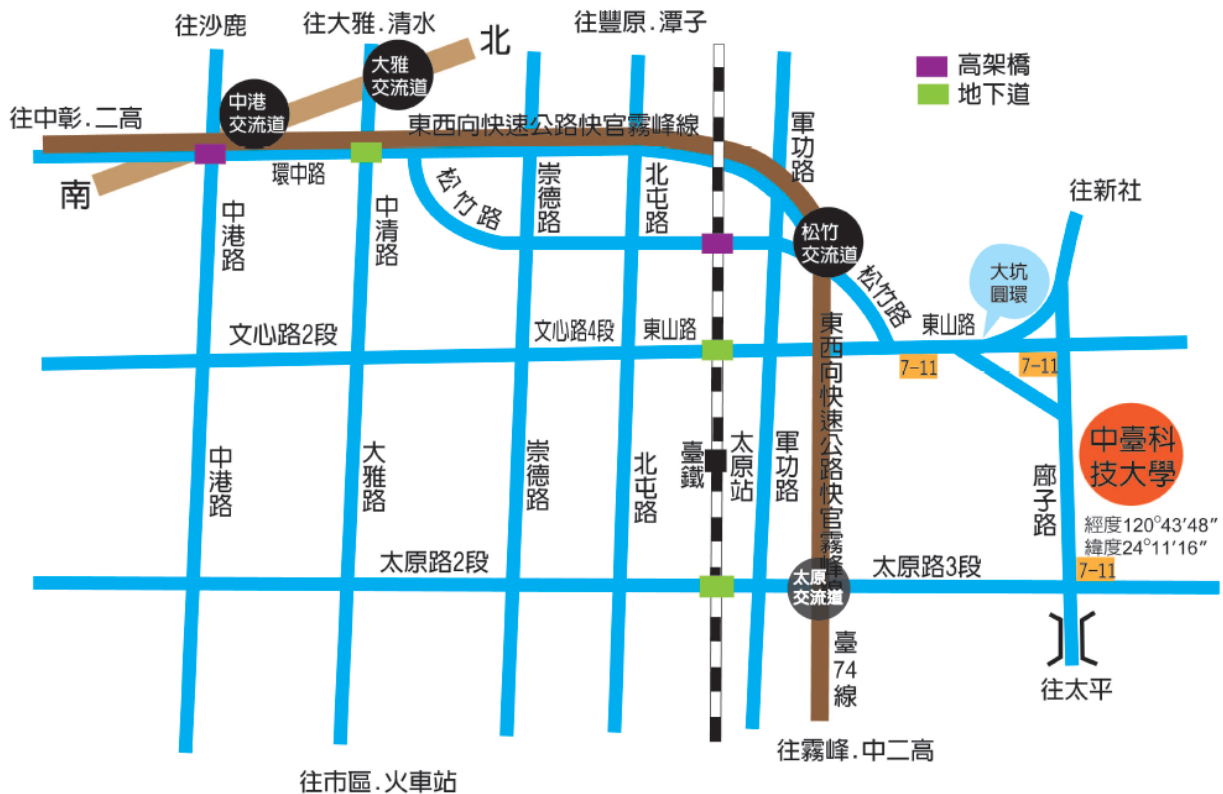 往沙鹿
往大雅.清水
往豐原.潭子
北
大雅
交流道
高架橋
地下道
中港
交流道
往中彰.二高
東西向快速公路快官霧峰線
軍功路
環中路
南
松竹路
崇德路
北屯路
往新社
中港路
中清路
松竹
交流道
大坑
圓環
松竹路
文心路2段
文心路4段
東山路
東山路
東西向快速公路快官霧峰線
7-11
7-11
中臺科
技大學
中港路
大雅路
崇德路
北屯路
臺鐵
太原站
軍功路
廍子路
經度120°43'48"
緯度24°11'16"
太原路2段
太原路3段
7-11
太原
交流道
臺74線
往太平
往霧峰.中二高
往市區.火車站